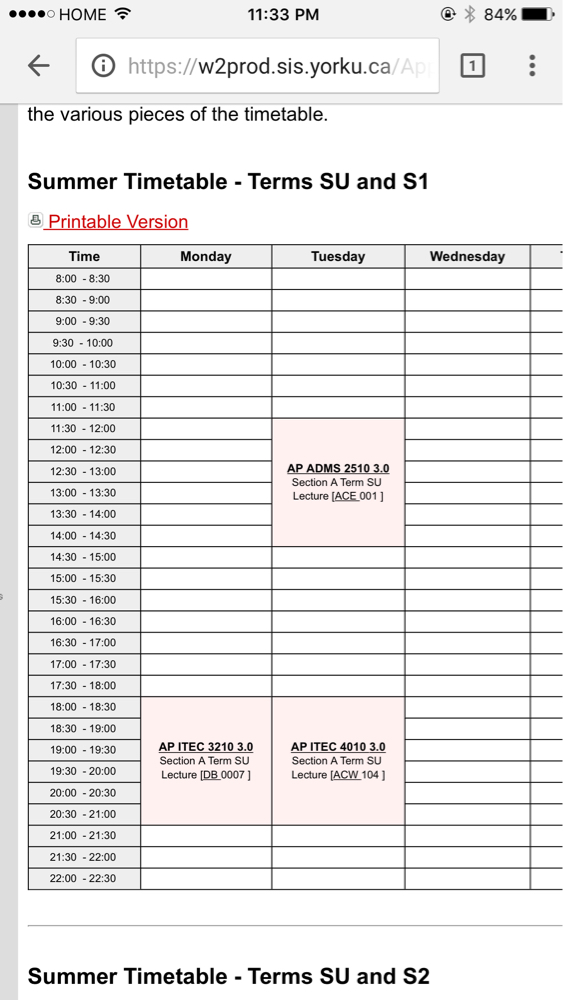 HOME 11:33 PM 84%
https://w2prod.sis.yorku.ca/Ap
1
the various pieces of the timetable.
Summer Timetable - Terms SU and S1
Printable Version
Time Monday Tuesday Wednesday
8:00 - 8:30
8:30 - 9:00
9:00 - 9:30
9:30 - 10:00
10:00 - 10:30
10:30 - 11:00
11:00 - 11:30
11:30 - 12:00
12:00 - 12:30
12:30 - 13:00
13:00 - 13:30
13:30 - 14:00
14:00 - 14:30
AP ADMS 2510 3.0
Section A Term SU
Lecture [ACE 001 ]
14:30 - 15:00
15:00 - 15:30
15:30 - 16:00
16:00 - 16:30
16:30 - 17:00
17:00 - 17:30
17:30 - 18:00
18:00 - 18:30
18:30 - 19:00
19:00 - 19:30
19:30 - 20:00
20:00 - 20:30
20:30 - 21:00
AP ITEC 3210 3.0
Section A Term SU
Lecture [DB 0007 ]
AP ITEC 4010 3.0
Section A Term SU
Lecture [ACW 104 ]
21:00 - 21:30
21:30 - 22:00
22:00 - 22:30
Summer Timetable - Terms SU and S2